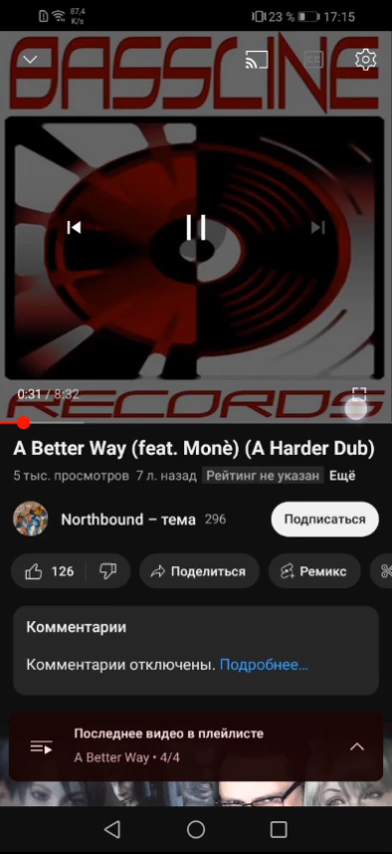 87,4
K/s
23 %
17:15
BASSLINE
CC
0:31 / 8:32
RECORDS
A Better Way (feat. Monè) (A Harder Dub)
5 тыс. просмотров 7 л. назад Рейтинг не указан Ещё
Northbound – тема 296
Подписаться
126
Поделиться
Ремикс
Комментарии
Комментарии отключены. Подробнее…
Последнее видео в плейлисте
A Better Way • 4/4